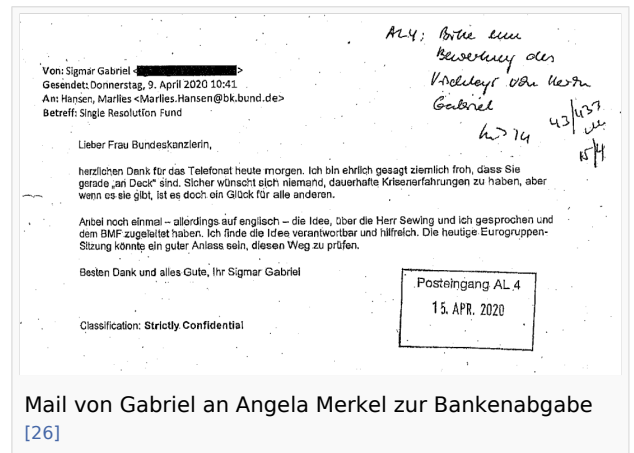 AL4; Bitte um
Bewertung des
Vorschlags von Herrn
Gabriel
43/433
15/4
Von: Sigmar Gabriel < >
Gesendet: Donnerstag, 9. April 2020 10:41
An: Hansen, Marlies <Marlies.Hansen@bk.bund.de>
Betreff: Single Resolution Fund
Lieber Frau Bundeskanzlerin,
herzlichen Dank für das Telefonat heute morgen. Ich bin ehrlich gesagt ziemlich froh, dass Sie
gerade „an Deck“ sind. Sicher wünscht sich niemand, dauerhafte Krisenerfahrungen zu haben, aber
wenn es sie gibt, ist es doch ein Glück für alle anderen.
Anbei noch einmal – allerdings auf englisch – die Idee, über die Herr Sewing und ich gesprochen und
dem BMF zugeleitet haben. Ich finde die Idee verantwortbar und hilfreich. Die heutige Eurogruppen-
Sitzung könnte ein guter Anlass sein, diesen Weg zu prüfen.
Besten Dank und alles Gute, Ihr Sigmar Gabriel
Posteingang AL 4
15. APR. 2020
Classification: Strictly Confidential
Mail von Gabriel an Angela Merkel zur Bankenabgabe
[26]